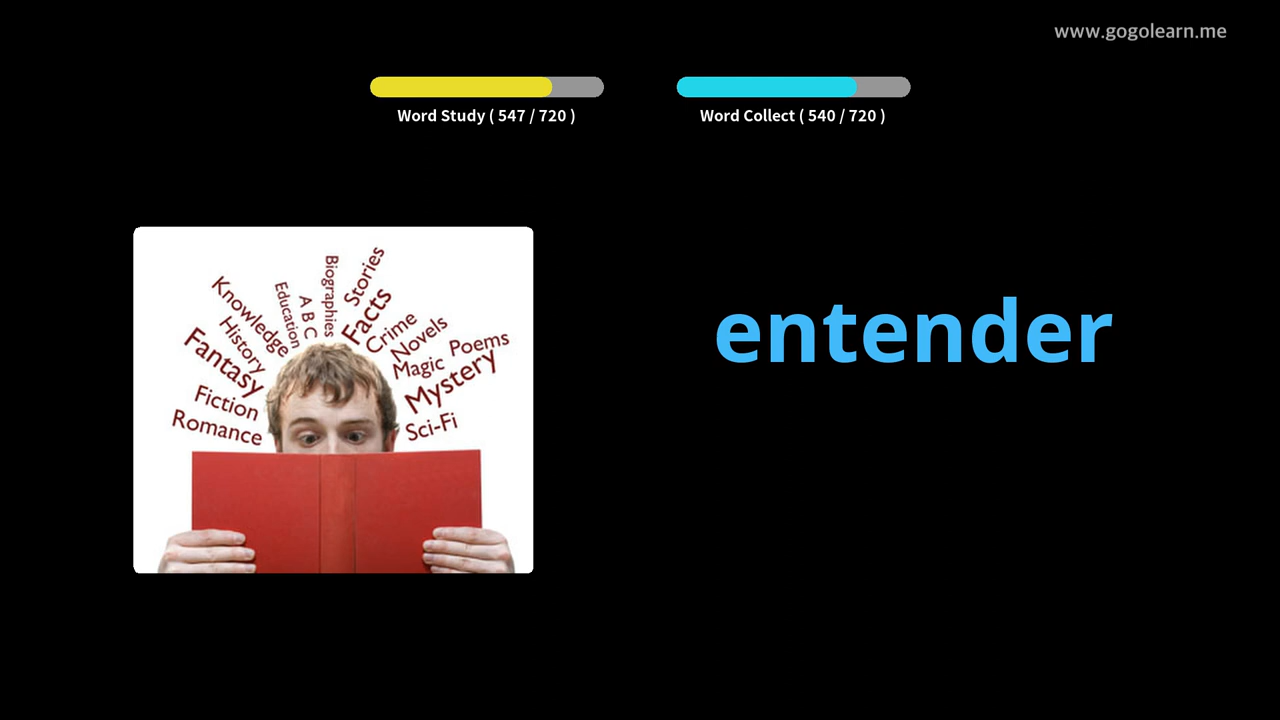 www.gogolearn.me
Word Study ( 547 / 720 )
Word Collect ( 540 / 720 )
Romance
Fiction
Fantasy
History
Knowledge
Education
A B C
Biographies
Stories
Facts
Crime
Novels
Magic
Poems
Mystery
Sci-Fi
entender